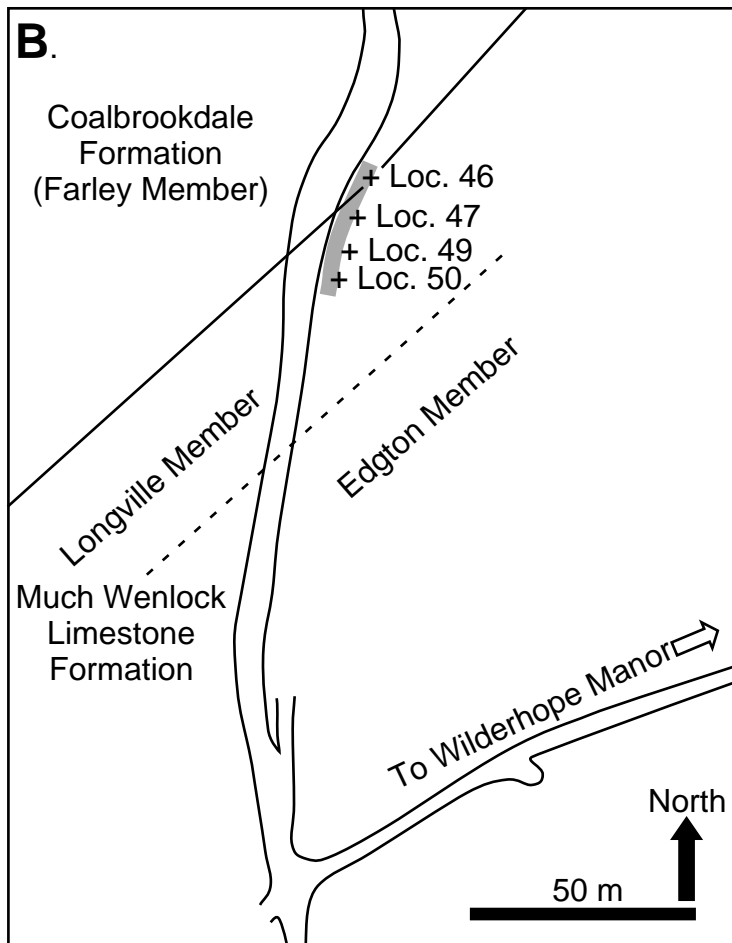 B.
Coalbrookdale
Formation
(Farley Member)
+ Loc. 46
+ Loc. 47
+ Loc. 49
+ Loc. 50
Longville Member
Edgton Member
Much Wenlock
Limestone
Formation
To Wilderhope Manor
North
50 m